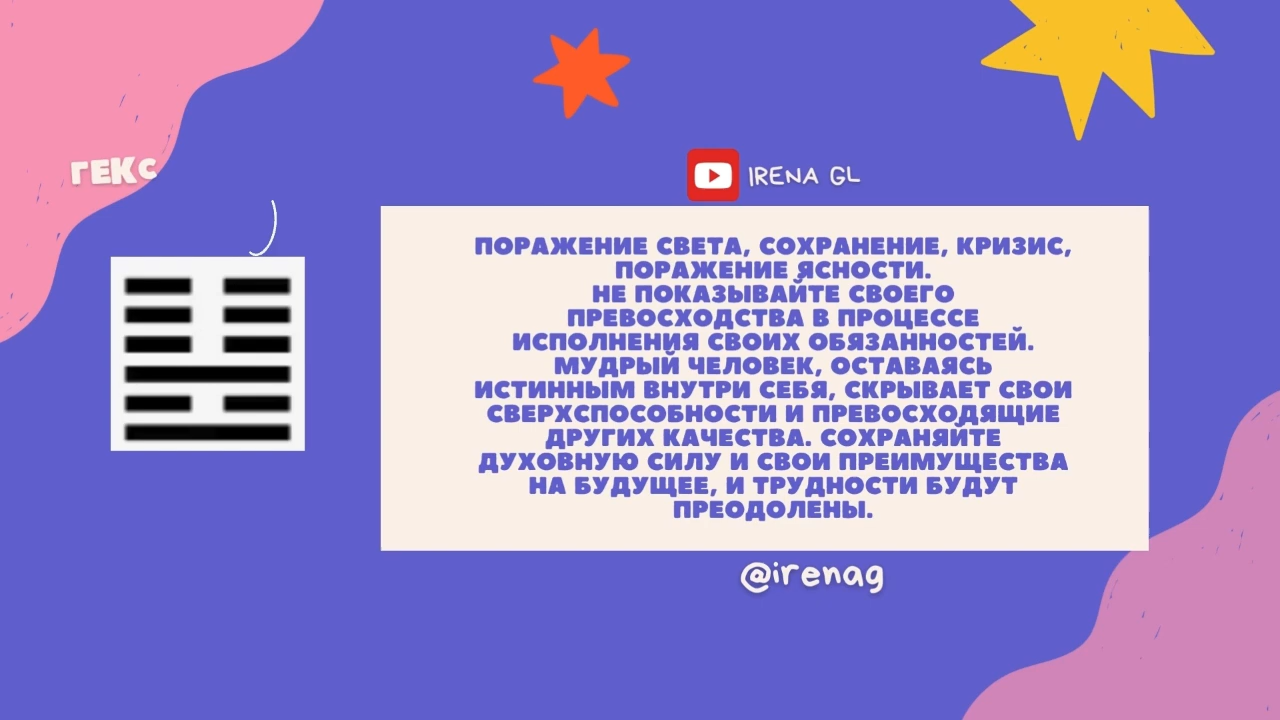 ГЕКС
IRENA GL
ПОРАЖЕНИЕ СВЕТА, СОХРАНЕНИЕ, КРИЗИС,
ПОРАЖЕНИЕ ЯСНОСТИ.
НЕ ПОКАЗЫВАЙТЕ СВОЕГО
ПРЕВОСХОДСТВА В ПРОЦЕССЕ
ИСПОЛНЕНИЯ СВОИХ ОБЯЗАННОСТЕЙ.
МУДРЫЙ ЧЕЛОВЕК, ОСТАВАЯСЬ
ИСТИННЫМ ВНУТРИ СЕБЯ, СКРЫВАЕТ СВОИ
СВЕРХСПОСОБНОСТИ И ПРЕВОСХОДЯЩИЕ
ДРУГИХ КАЧЕСТВА. СОХРАНЯЙТЕ
ДУХОВНУЮ СИЛУ И СВОИ ПРЕИМУЩЕСТВА
НА БУДУЩЕЕ, И ТРУДНОСТИ БУДУТ
ПРЕОДОЛЕНЫ.
@irenag